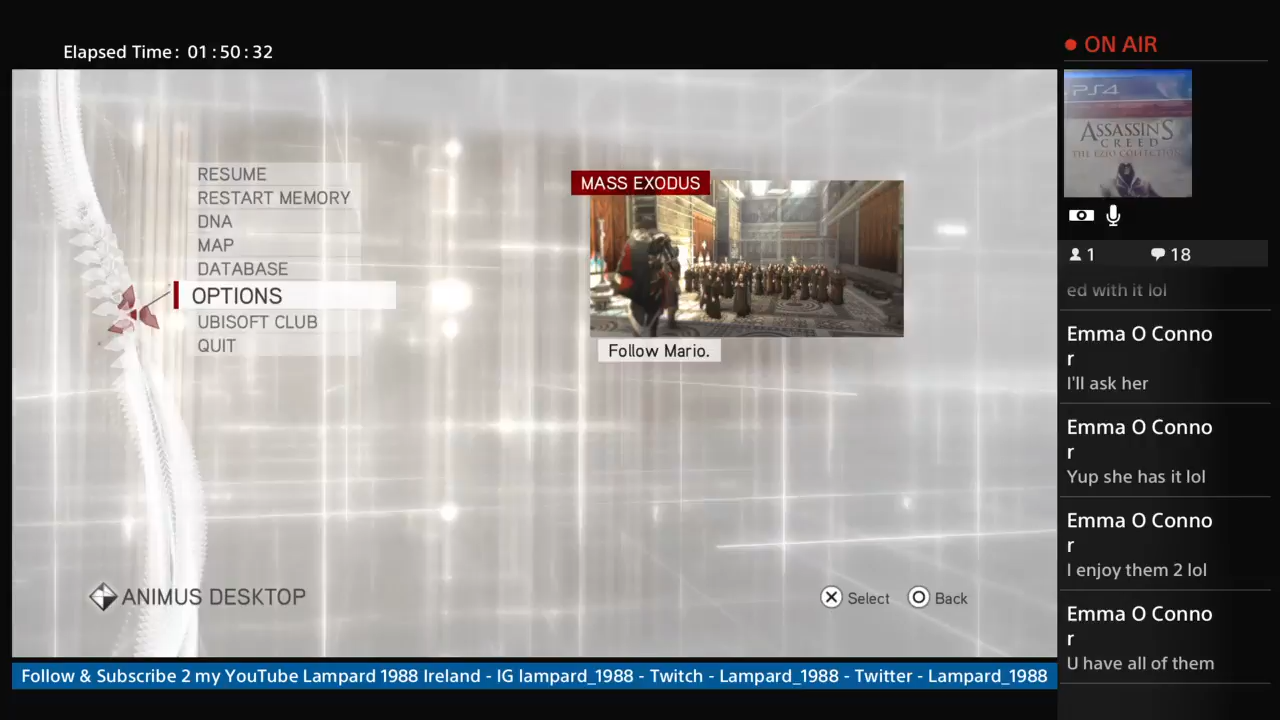 Elapsed Time: 01:50:32
ON AIR
PS4
ASSASSIN'S
CREED
THE EZIO COLLECTION
RESUME
RESTART MEMORY
DNA
MAP
DATABASE
OPTIONS
UBISOFT CLUB
QUIT
MASS EXODUS
Follow Mario.
ANIMUS DESKTOP
Select
Back
1
18
ed with it lol
Emma O Conno
r
I'll ask her
Emma O Conno
r
Yup she has it lol
Emma O Conno
r
I enjoy them 2 lol
Emma O Conno
r
U have all of them
Follow & Subscribe 2 my YouTube Lampard 1988 Ireland - IG lampard_1988 - Twitch - Lampard_1988 - Twitter - Lampard_1988